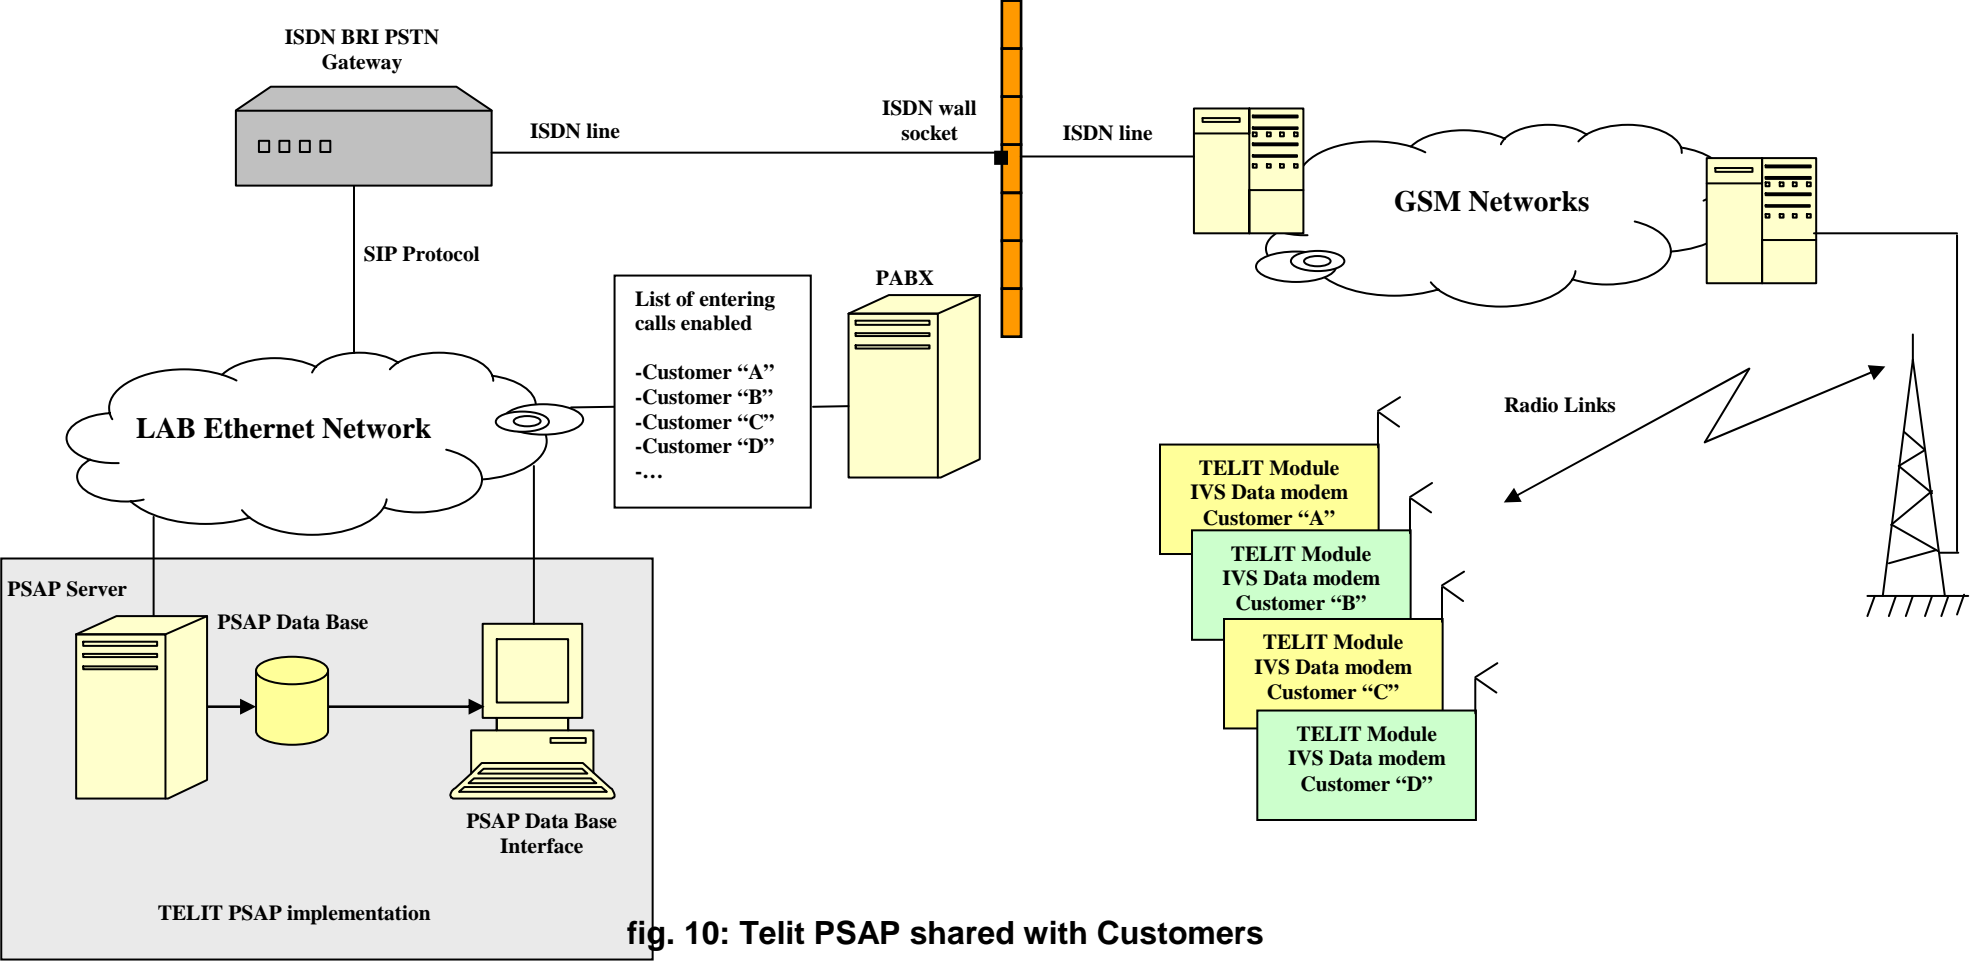 ISDN BRI PSTN
Gateway
ISDN line
ISDN wall
socket
ISDN line
GSM Networks
SIP Protocol
List of entering
calls enabled
-Customer “A”
-Customer “B”
-Customer “C”
-Customer “D”
-…
PABX
LAB Ethernet Network
Radio Links
TELIT Module
IVS Data modem
Customer “A”
TELIT Module
IVS Data modem
Customer “B”
TELIT Module
IVS Data modem
Customer “C”
TELIT Module
IVS Data modem
Customer “D”
PSAP Server
PSAP Data Base
PSAP Data Base
Interface
TELIT PSAP implementation
fig. 10: Telit PSAP shared with Customers